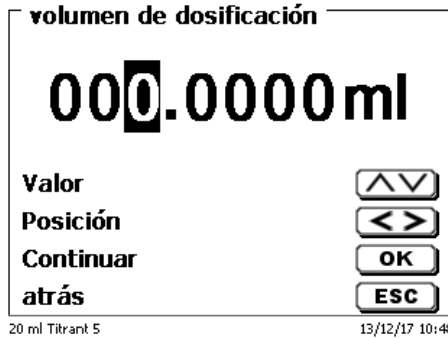 volumen de dosificación
000.0000 ml
Valor
Posición < >
Continuar OK
atrás ESC
20 ml Titrant 5 13/12/17 10:48